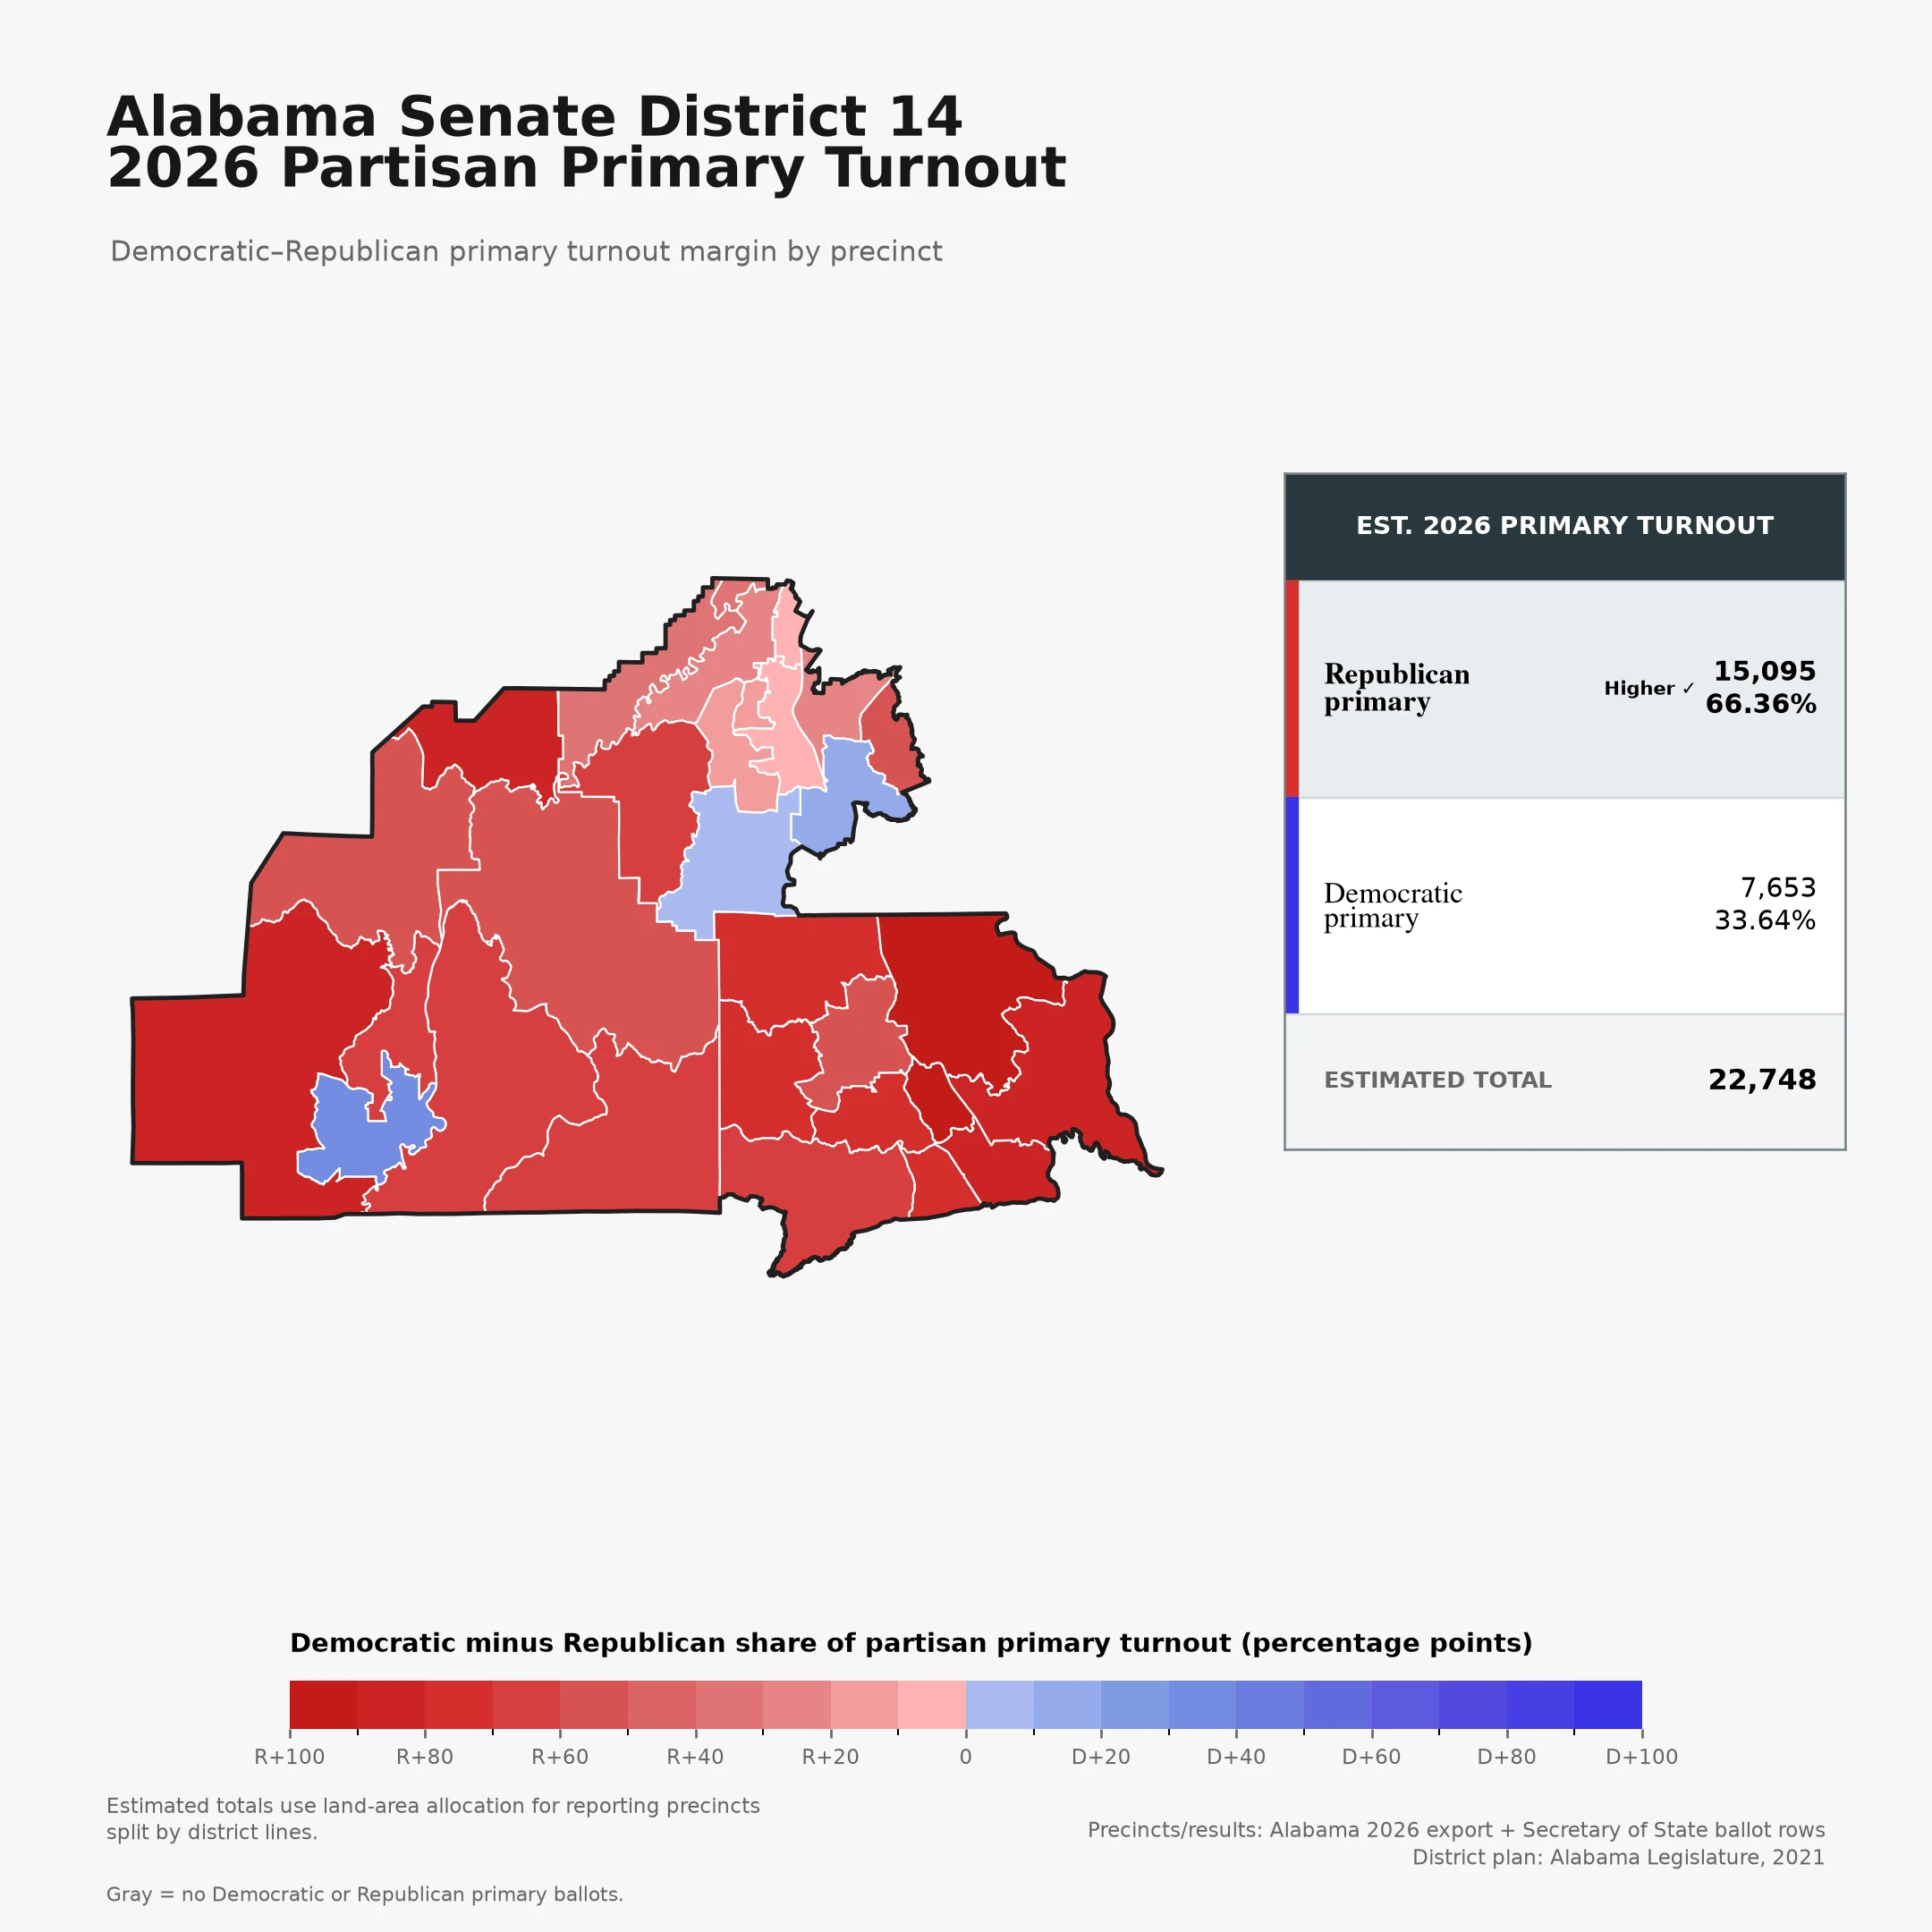 Alabama Senate District 14
2026 Partisan Primary Turnout
Democratic–Republican primary turnout margin by precinct
EST. 2026 PRIMARY TURNOUT
Republican
primary
Higher ✓
15,095
66.36%
Democratic
primary
7,653
33.64%
ESTIMATED TOTAL
22,748
Democratic minus Republican share of partisan primary turnout (percentage points)
R+100 R+80 R+60 R+40 R+20 0 D+20 D+40 D+60 D+80 D+100
Estimated totals use land-area allocation for reporting precincts
split by district lines.
Gray = no Democratic or Republican primary ballots.
Precincts/results: Alabama 2026 export + Secretary of State ballot rows
District plan: Alabama Legislature, 2021